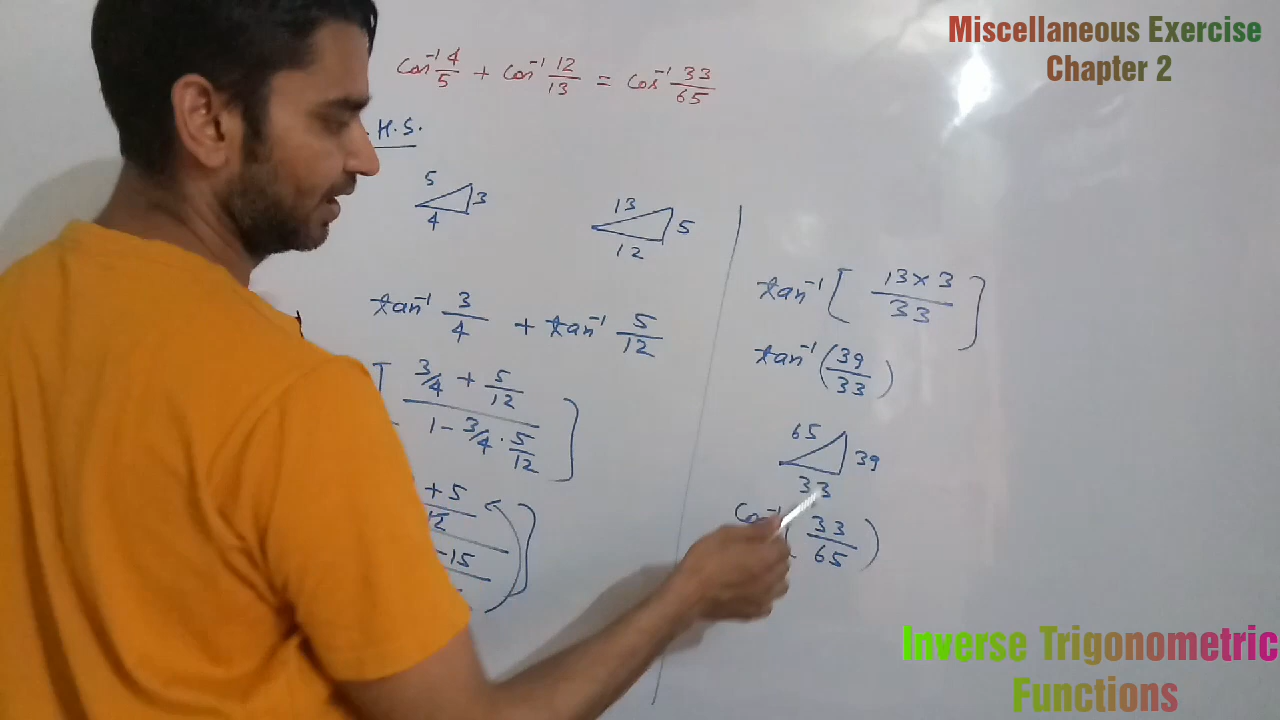 Miscellaneous Exercise
Chapter 2
cos⁻¹ 4/5 + cos⁻¹ 12/13 = cos⁻¹ 33/65
. H. S.
5
3
4
13
5
12
tan⁻¹ 3/4 + tan⁻¹ 5/12
[ (3/4 + 5/12) / (1 - 3/4 · 5/12) ]
+ 5
12
-15
tan⁻¹ [ (13 × 3) / 33 ]
tan⁻¹ (39/33)
65
39
33
cos⁻¹ (33/65)
Inverse Trigonometric
Functions